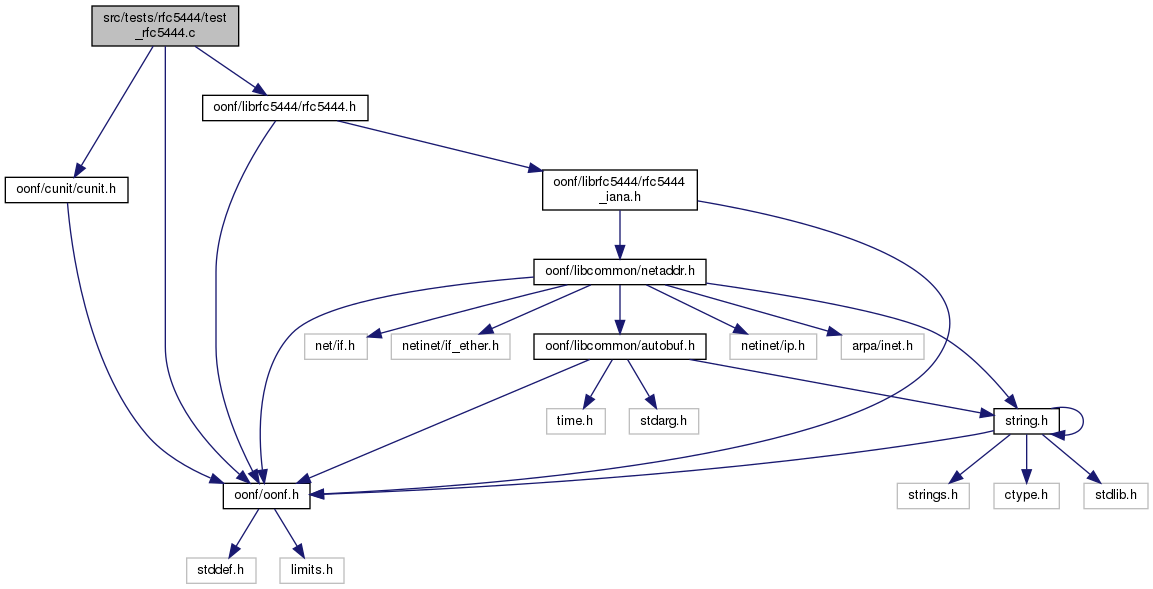 src/tests/rfc5444/test
_rfc5444.c
oonf/librfc5444/rfc5444.h
oonf/cunit/cunit.h
oonf/librfc5444/rfc5444
_iana.h
oonf/libcommon/netaddr.h
net/if.h
netinet/if_ether.h
oonf/libcommon/autobuf.h
netinet/ip.h
arpa/inet.h
time.h
stdarg.h
string.h
oonf/oonf.h
strings.h
ctype.h
stdlib.h
stddef.h
limits.h